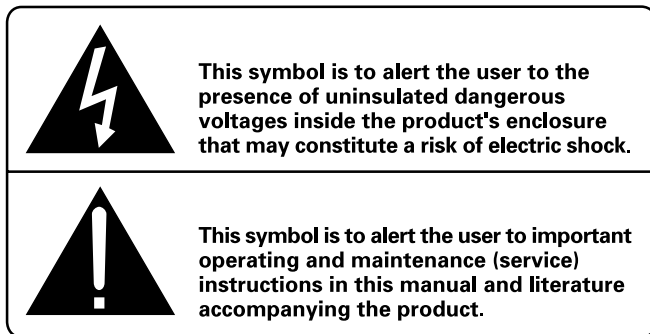 This symbol is to alert the user to the
presence of uninsulated dangerous
voltages inside the product's enclosure
that may constitute a risk of electric shock.
This symbol is to alert the user to important
operating and maintenance (service)
instructions in this manual and literature
accompanying the product.